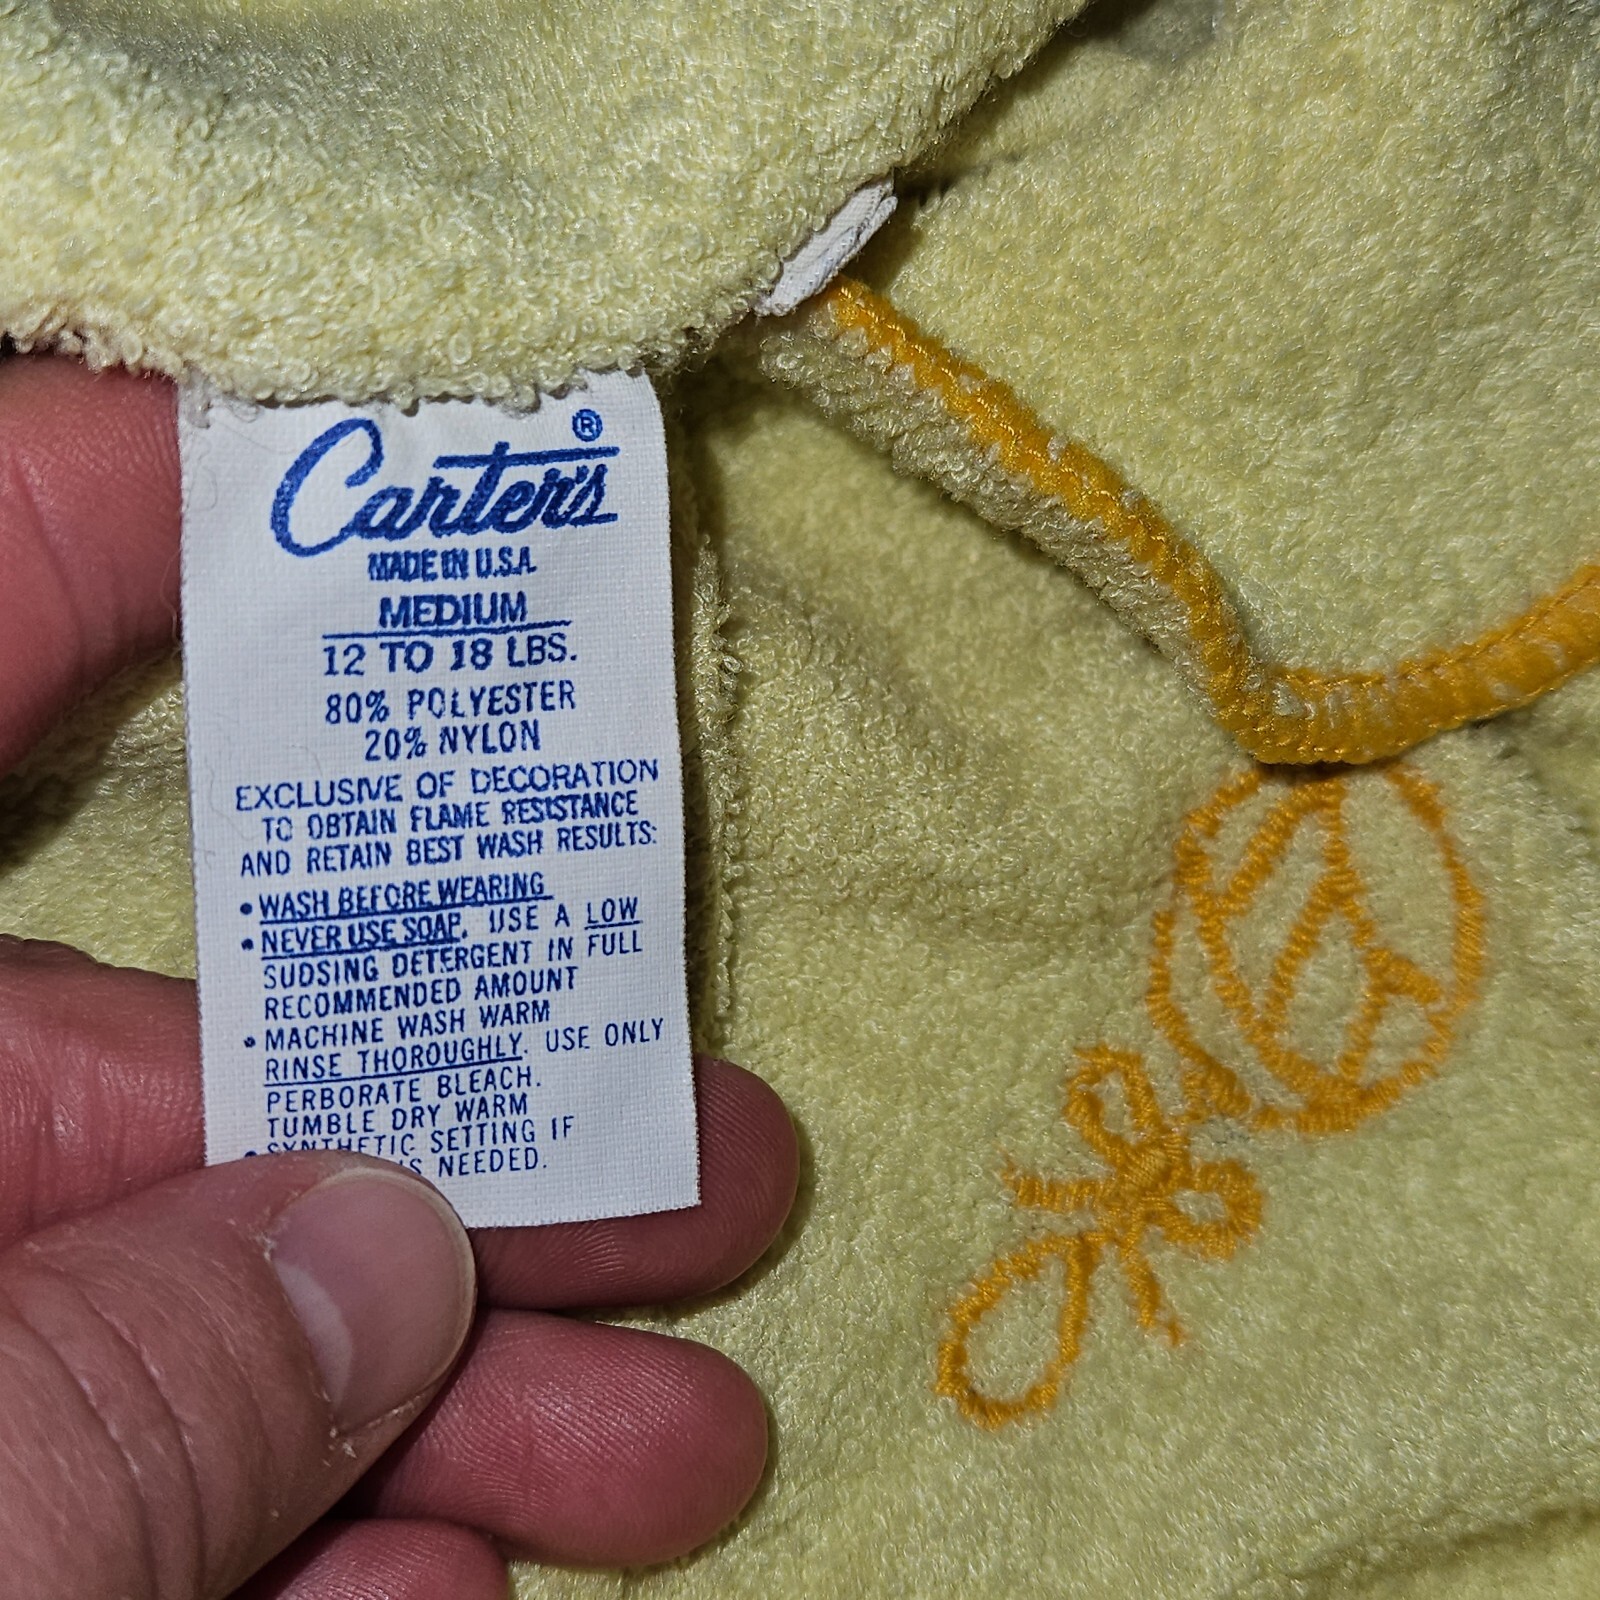 Carter's®
MADE IN U.S.A.
MEDIUM
12 TO 18 LBS.
80% POLYESTER
20% NYLON
EXCLUSIVE OF DECORATION
TO OBTAIN FLAME RESISTANCE
AND RETAIN BEST WASH RESULTS:
• WASH BEFORE WEARING
• NEVER USE SOAP. USE A LOW
SUDSING DETERGENT IN FULL
RECOMMENDED AMOUNT
• MACHINE WASH WARM
RINSE THOROUGHLY. USE ONLY
PERBORATE BLEACH.
TUMBLE DRY WARM
• SYNTHETIC SETTING IF
NEEDED.